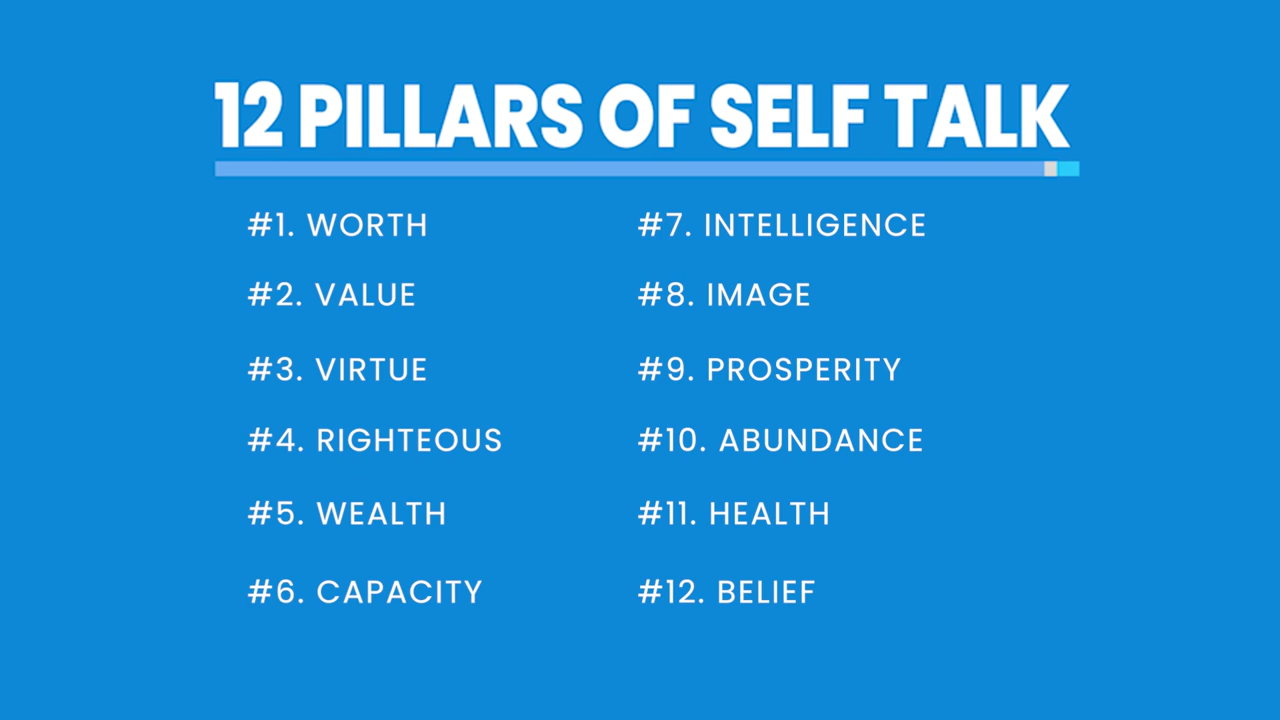 12 PILLARS OF SELF TALK
#1. WORTH
#2. VALUE
#3. VIRTUE
#4. RIGHTEOUS
#5. WEALTH
#6. CAPACITY
#7. INTELLIGENCE
#8. IMAGE
#9. PROSPERITY
#10. ABUNDANCE
#11. HEALTH
#12. BELIEF